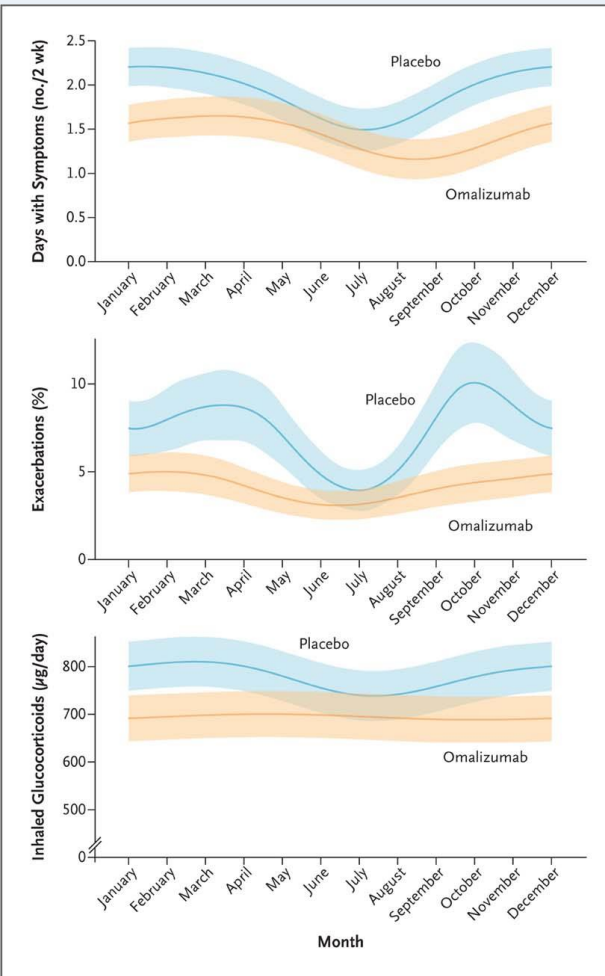 Days with Symptoms (no./2 wk)
2.5
2.0
1.5
1.0
0.5
0.0
Placebo
Omalizumab
January
February
March
April
May
June
July
August
September
October
November
December
Exacerbations (%)
10
5
0
Placebo
Omalizumab
January
February
March
April
May
June
July
August
September
October
November
December
Inhaled Glucocorticoids (µg/day)
800
700
600
500
0
Placebo
Omalizumab
January
February
March
April
May
June
July
August
September
October
November
December
Month